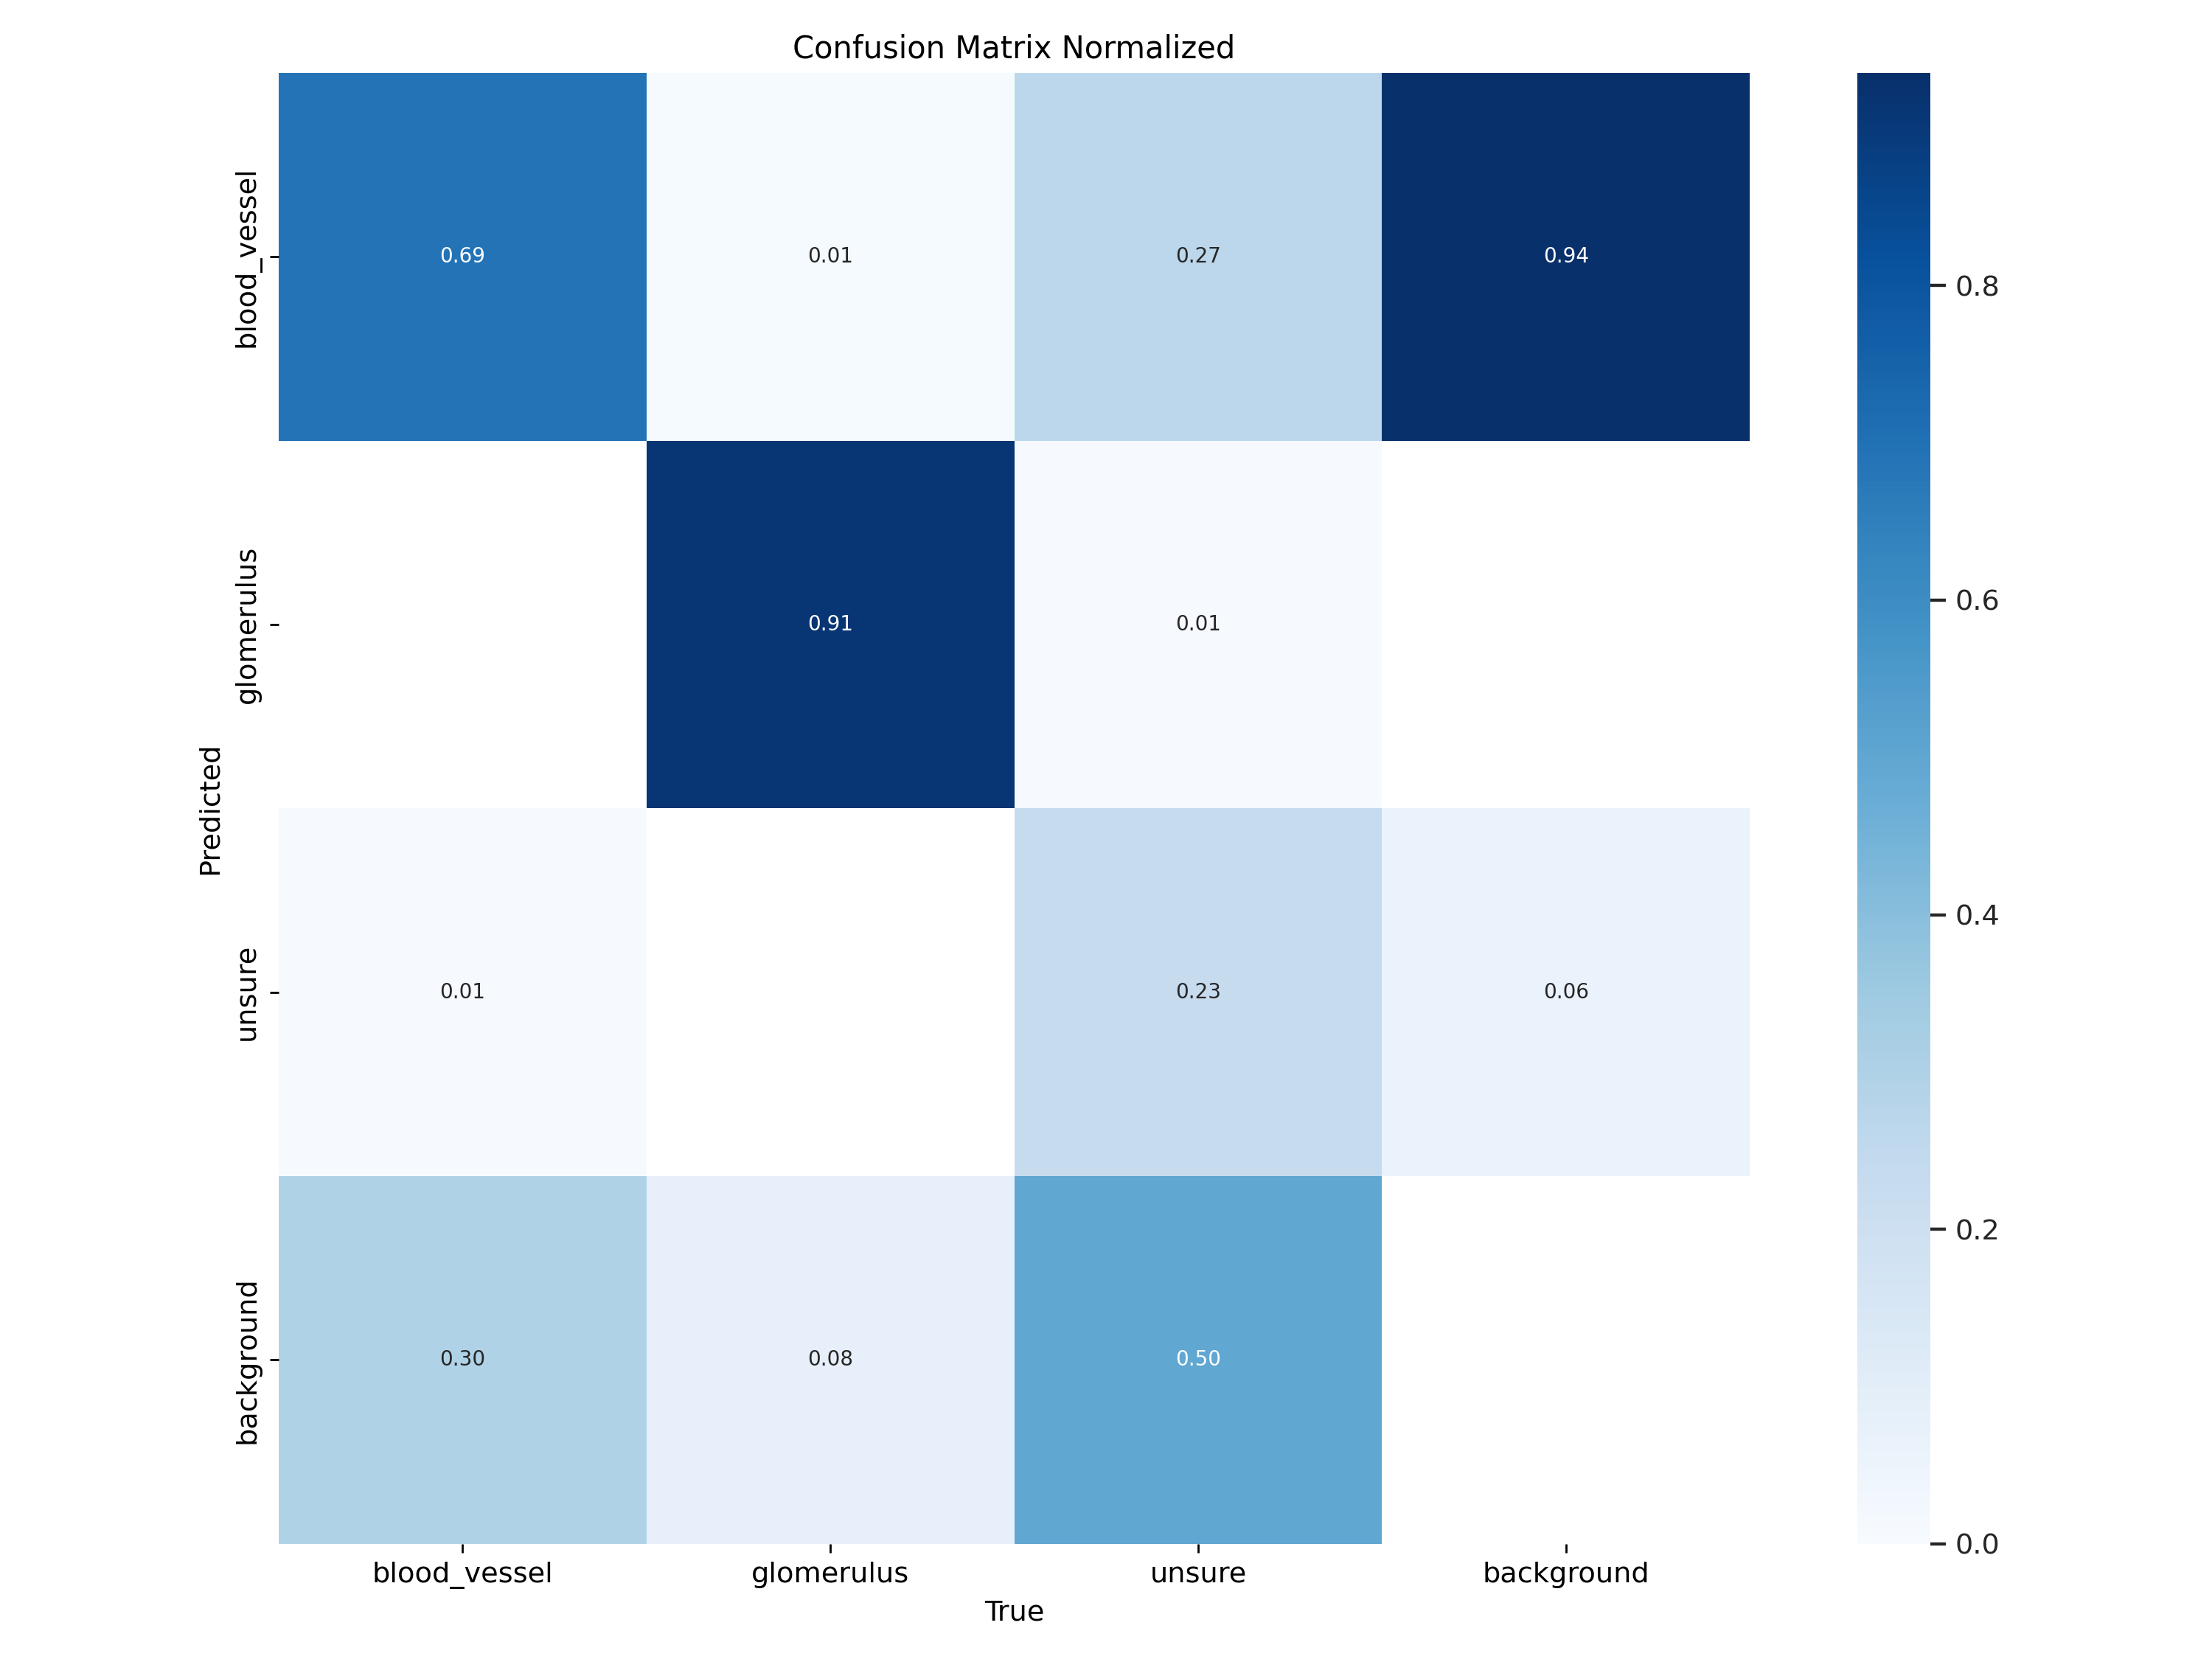 Confusion Matrix Normalized
blood_vessel
0.69
0.01
0.27
0.94
glomerulus
0.91
0.01
unsure
0.01
0.23
0.06
background
0.30
0.08
0.50
Predicted
blood_vessel
glomerulus
unsure
background
True
0.8
0.6
0.4
0.2
0.0